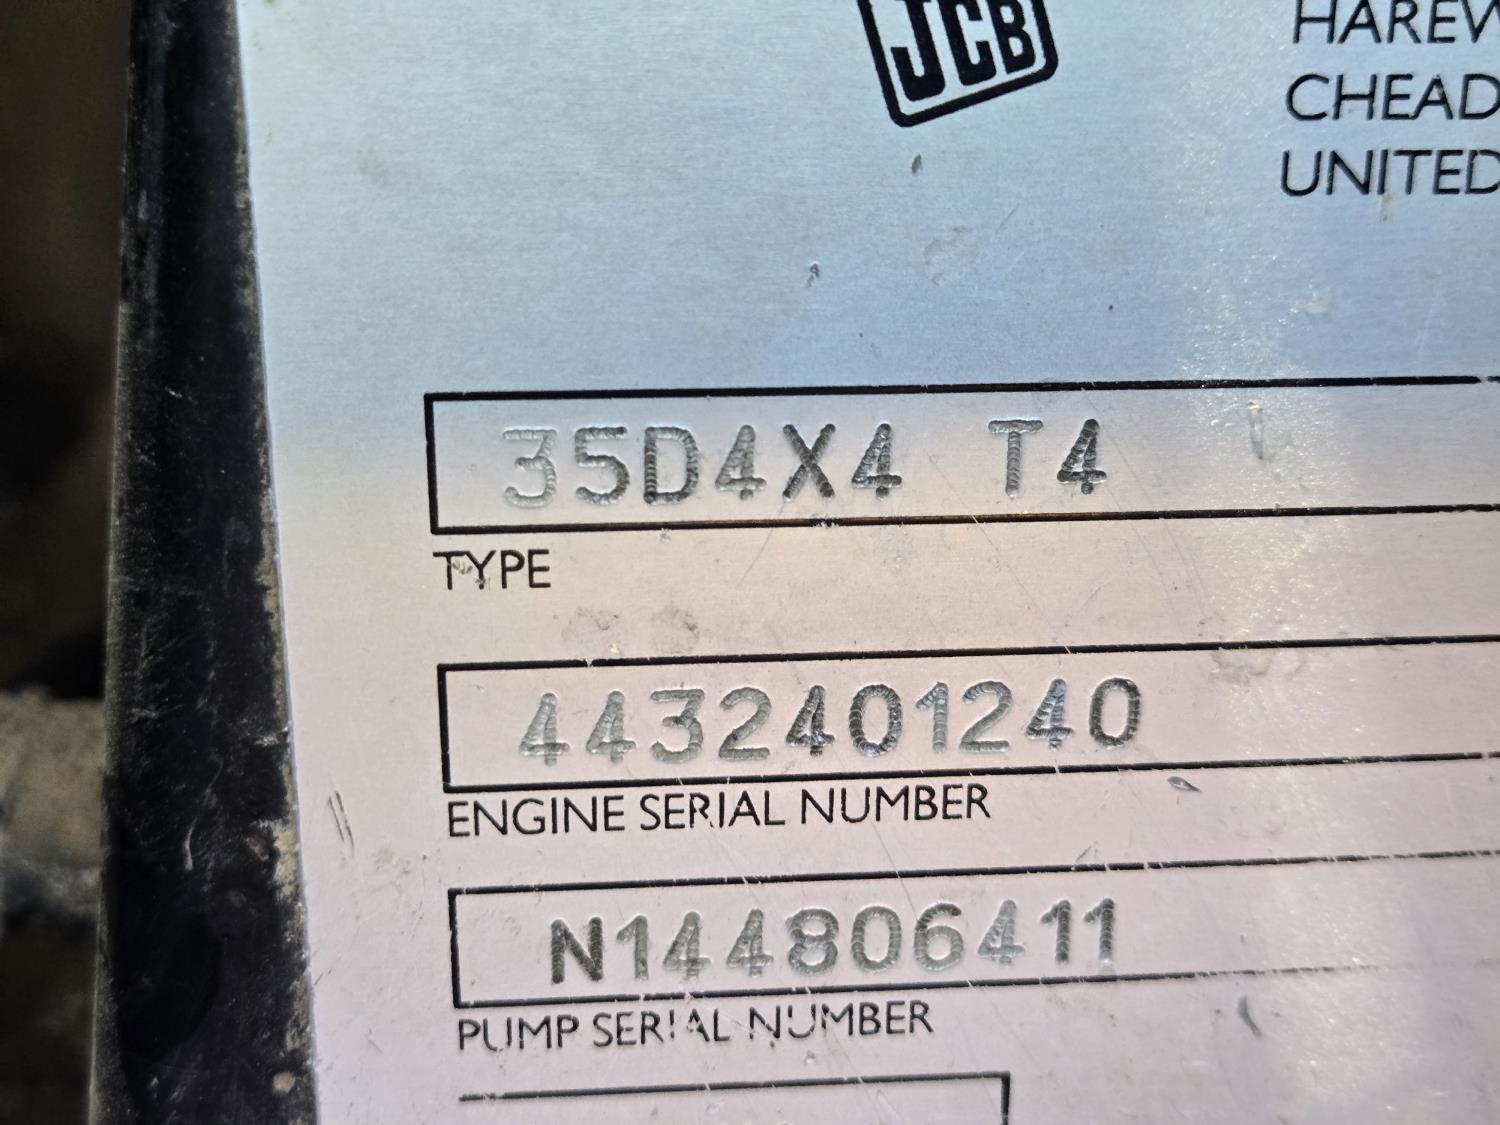 JCB
HAREW
CHEAD
UNITED
35D4X4 T4
TYPE
4432401240
ENGINE SERIAL NUMBER
N144806411
PUMP SERIAL NUMBER